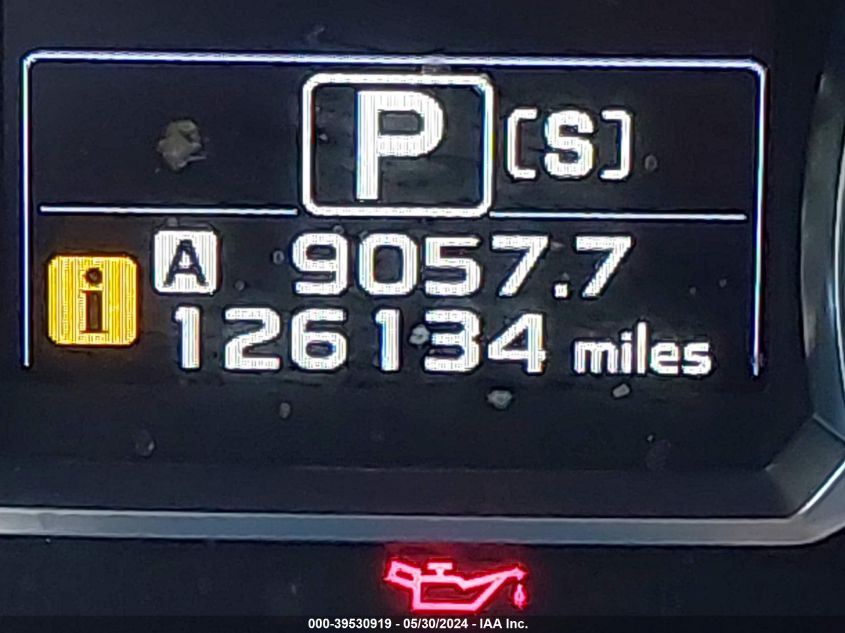 P [S]
A 9057.7
i
126134 miles
000-39530919 - 05/30/2024 - IAA Inc.